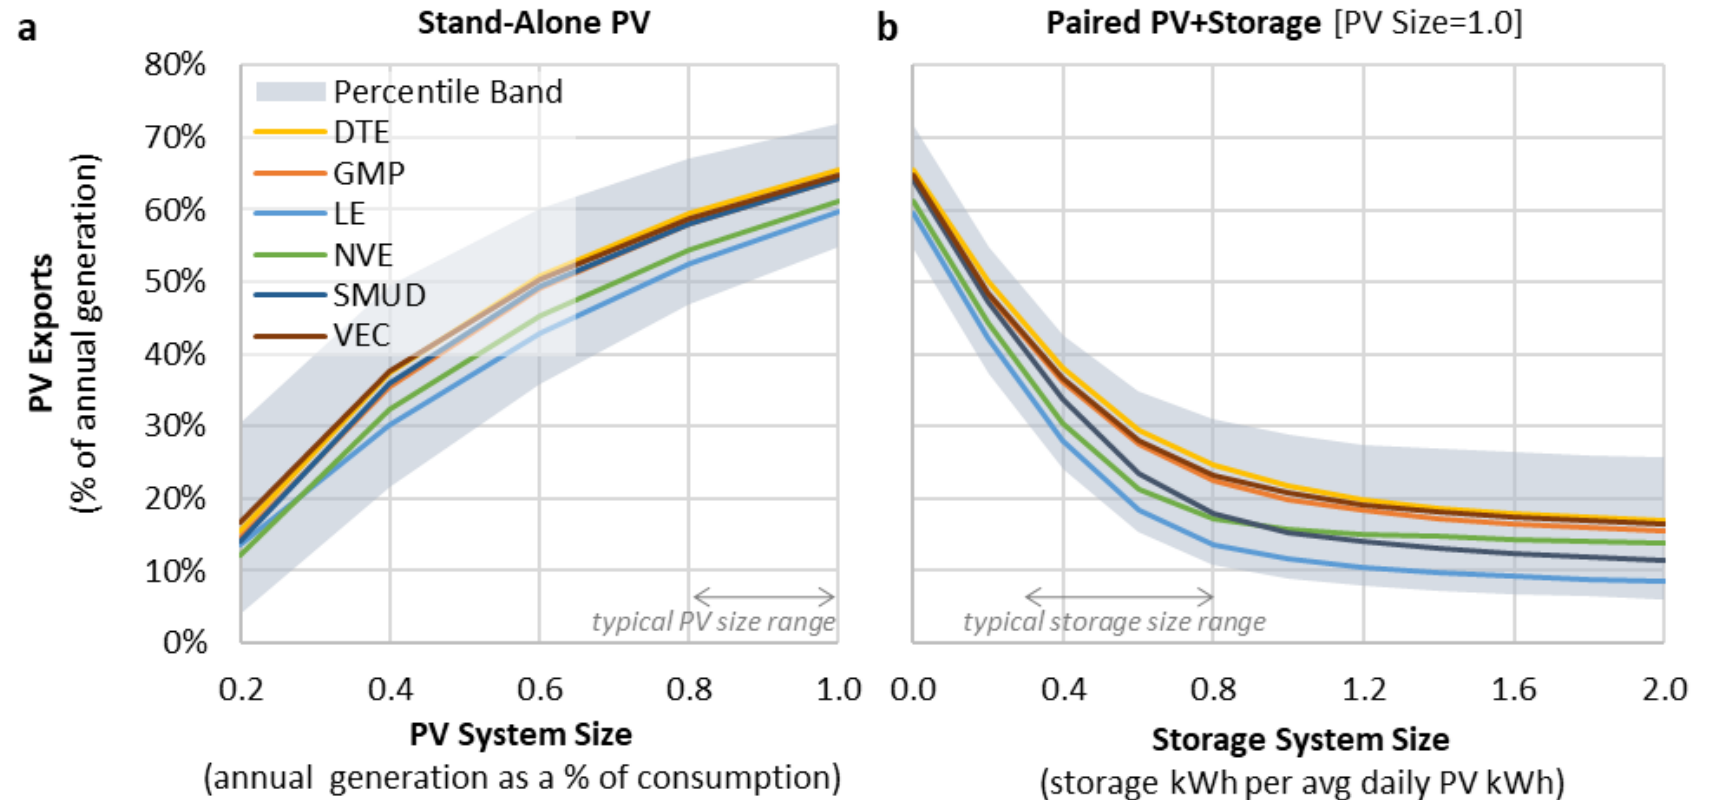 a
Stand-Alone PV
b
Paired PV+Storage [PV Size=1.0]
PV Exports
(% of annual generation)
80%
70%
60%
50%
40%
30%
20%
10%
0%
Percentile Band
DTE
GMP
LE
NVE
SMUD
VEC
typical PV size range
typical storage size range
0.2 0.4 0.6 0.8 1.0
0.0 0.4 0.8 1.2 1.6 2.0
PV System Size
(annual generation as a % of consumption)
Storage System Size
(storage kWh per avg daily PV kWh)